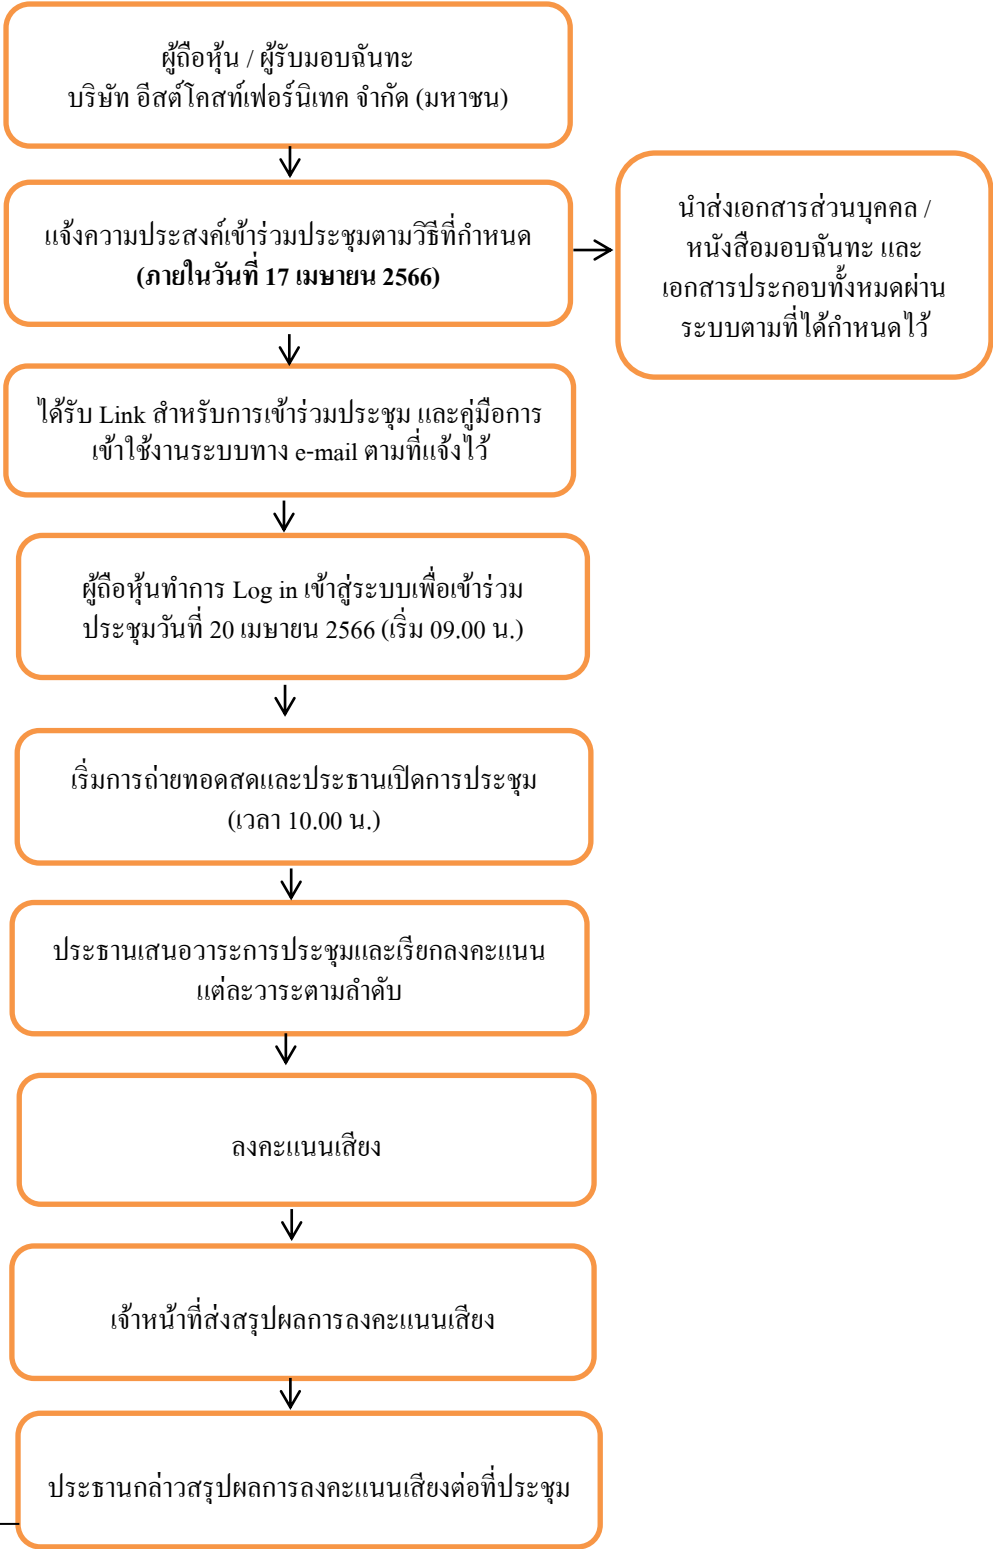 ผู้ถือหุ้น / ผู้รับมอบฉันทะ
บริษัท อีสต์โคสท์เฟอร์นิเทค จำกัด (มหาชน)
แจ้งความประสงค์เข้าร่วมประชุมตามวิธีที่กำหนด
(ภายในวันที่ 17 เมษายน 2566)
นำส่งเอกสารส่วนบุคคล /
หนังสือมอบฉันทะ และ
เอกสารประกอบทั้งหมดผ่าน
ระบบตามที่ได้กำหนดไว้
ได้รับ Link สำหรับการเข้าร่วมประชุม และคู่มือการ
เข้าใช้งานระบบทาง e-mail ตามที่แจ้งไว้
ผู้ถือหุ้นทำการ Log in เข้าสู่ระบบเพื่อเข้าร่วม
ประชุมวันที่ 20 เมษายน 2566 (เริ่ม 09.00 น.)
เริ่มการถ่ายทอดสดและประธานเปิดการประชุม
(เวลา 10.00 น.)
ประธานเสนอวาระการประชุมและเรียกลงคะแนน
แต่ละวาระตามลำดับ
ลงคะแนนเสียง
เจ้าหน้าที่ส่งสรุปผลการลงคะแนนเสียง
ประธานกล่าวสรุปผลการลงคะแนนเสียงต่อที่ประชุม